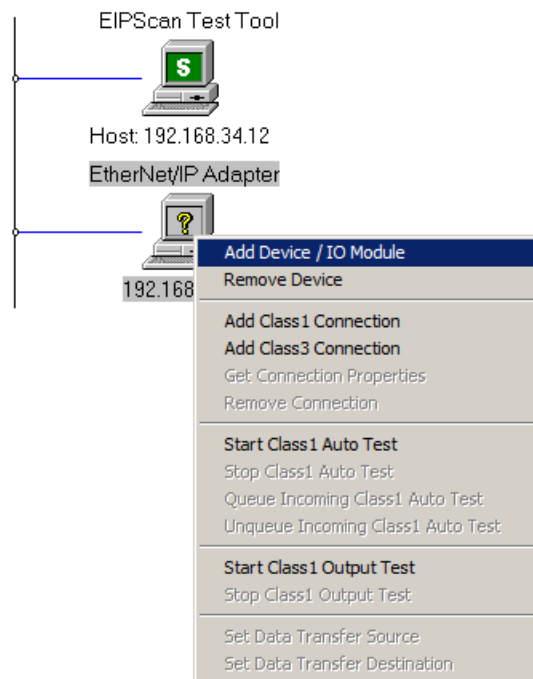 EIPScan Test Tool
S
Host: 192.168.34.12
EtherNet/IP Adapter
?
192.168
Add Device / IO Module
Remove Device
Add Class1 Connection
Add Class3 Connection
Get Connection Properties
Remove Connection
Start Class1 Auto Test
Stop Class1 Auto Test
Queue Incoming Class1 Auto Test
Unqueue Incoming Class1 Auto Test
Start Class1 Output Test
Stop Class1 Output Test
Set Data Transfer Source
Set Data Transfer Destination